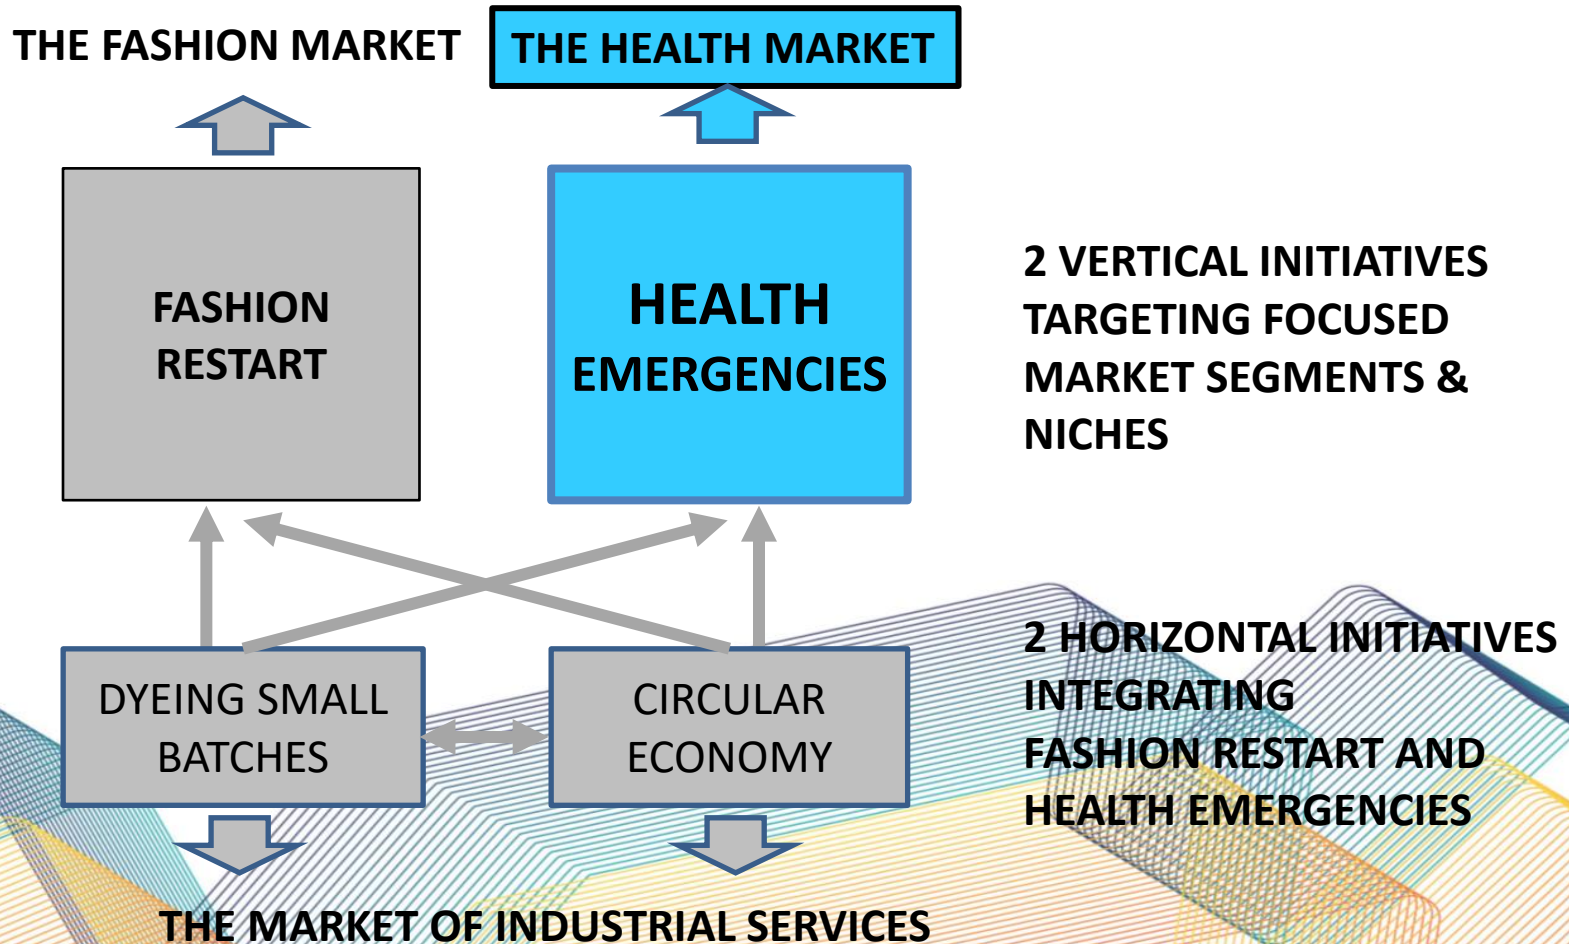 THE FASHION MARKET
THE HEALTH MARKET
FASHION
RESTART
HEALTH
EMERGENCIES
2 VERTICAL INITIATIVES
TARGETING FOCUSED
MARKET SEGMENTS &
NICHES
DYEING SMALL
BATCHES
CIRCULAR
ECONOMY
2 HORIZONTAL INITIATIVES
INTEGRATING
FASHION RESTART AND
HEALTH EMERGENCIES
THE MARKET OF INDUSTRIAL SERVICES